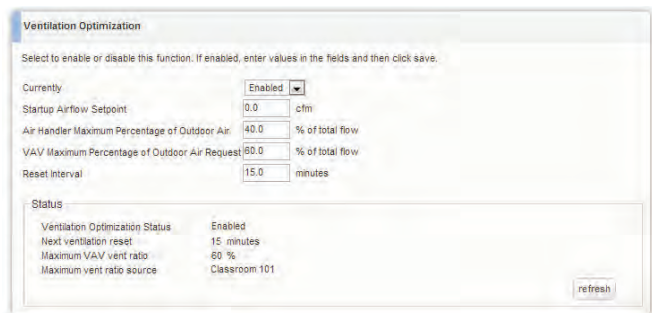 Ventilation Optimization
Select to enable or disable this function. If enabled, enter values in the fields and then click save.
Currently Enabled
Startup Airflow Setpoint 0.0 cfm
Air Handler Maximum Percentage of Outdoor Air 40.0 % of total flow
VAV Maximum Percentage of Outdoor Air Request 60.0 % of total flow
Reset Interval 15.0 minutes
Status
Ventilation Optimization Status Enabled
Next ventilation reset 15 minutes
Maximum VAV vent ratio 60 %
Maximum vent ratio source Classroom 101
refresh